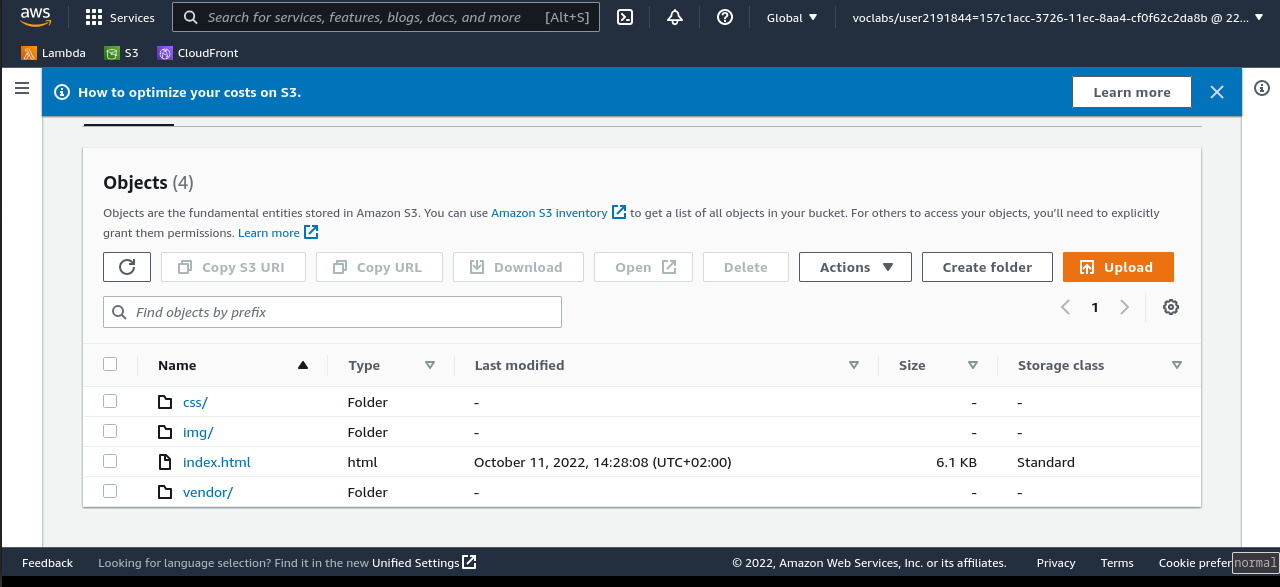 aws Services Search for services, features, blogs, docs, and more [Alt+S] Global voclabs/user2191844=157c1acc-3726-11ec-8aa4-cf0f62c2da8b @ 22...
Lambda S3 CloudFront
How to optimize your costs on S3. Learn more
Objects (4)
Objects are the fundamental entities stored in Amazon S3. You can use Amazon S3 inventory to get a list of all objects in your bucket. For others to access your objects, you'll need to explicitly
grant them permissions. Learn more
Copy S3 URI Copy URL Download Open Delete Actions Create folder Upload
Find objects by prefix 1
Name Type Last modified Size Storage class
css/ Folder - - -
img/ Folder - - -
index.html html October 11, 2022, 14:28:08 (UTC+02:00) 6.1 KB Standard
vendor/ Folder - - -
Feedback Looking for language selection? Find it in the new Unified Settings © 2022, Amazon Web Services, Inc. or its affiliates. Privacy Terms Cookie prefer normal